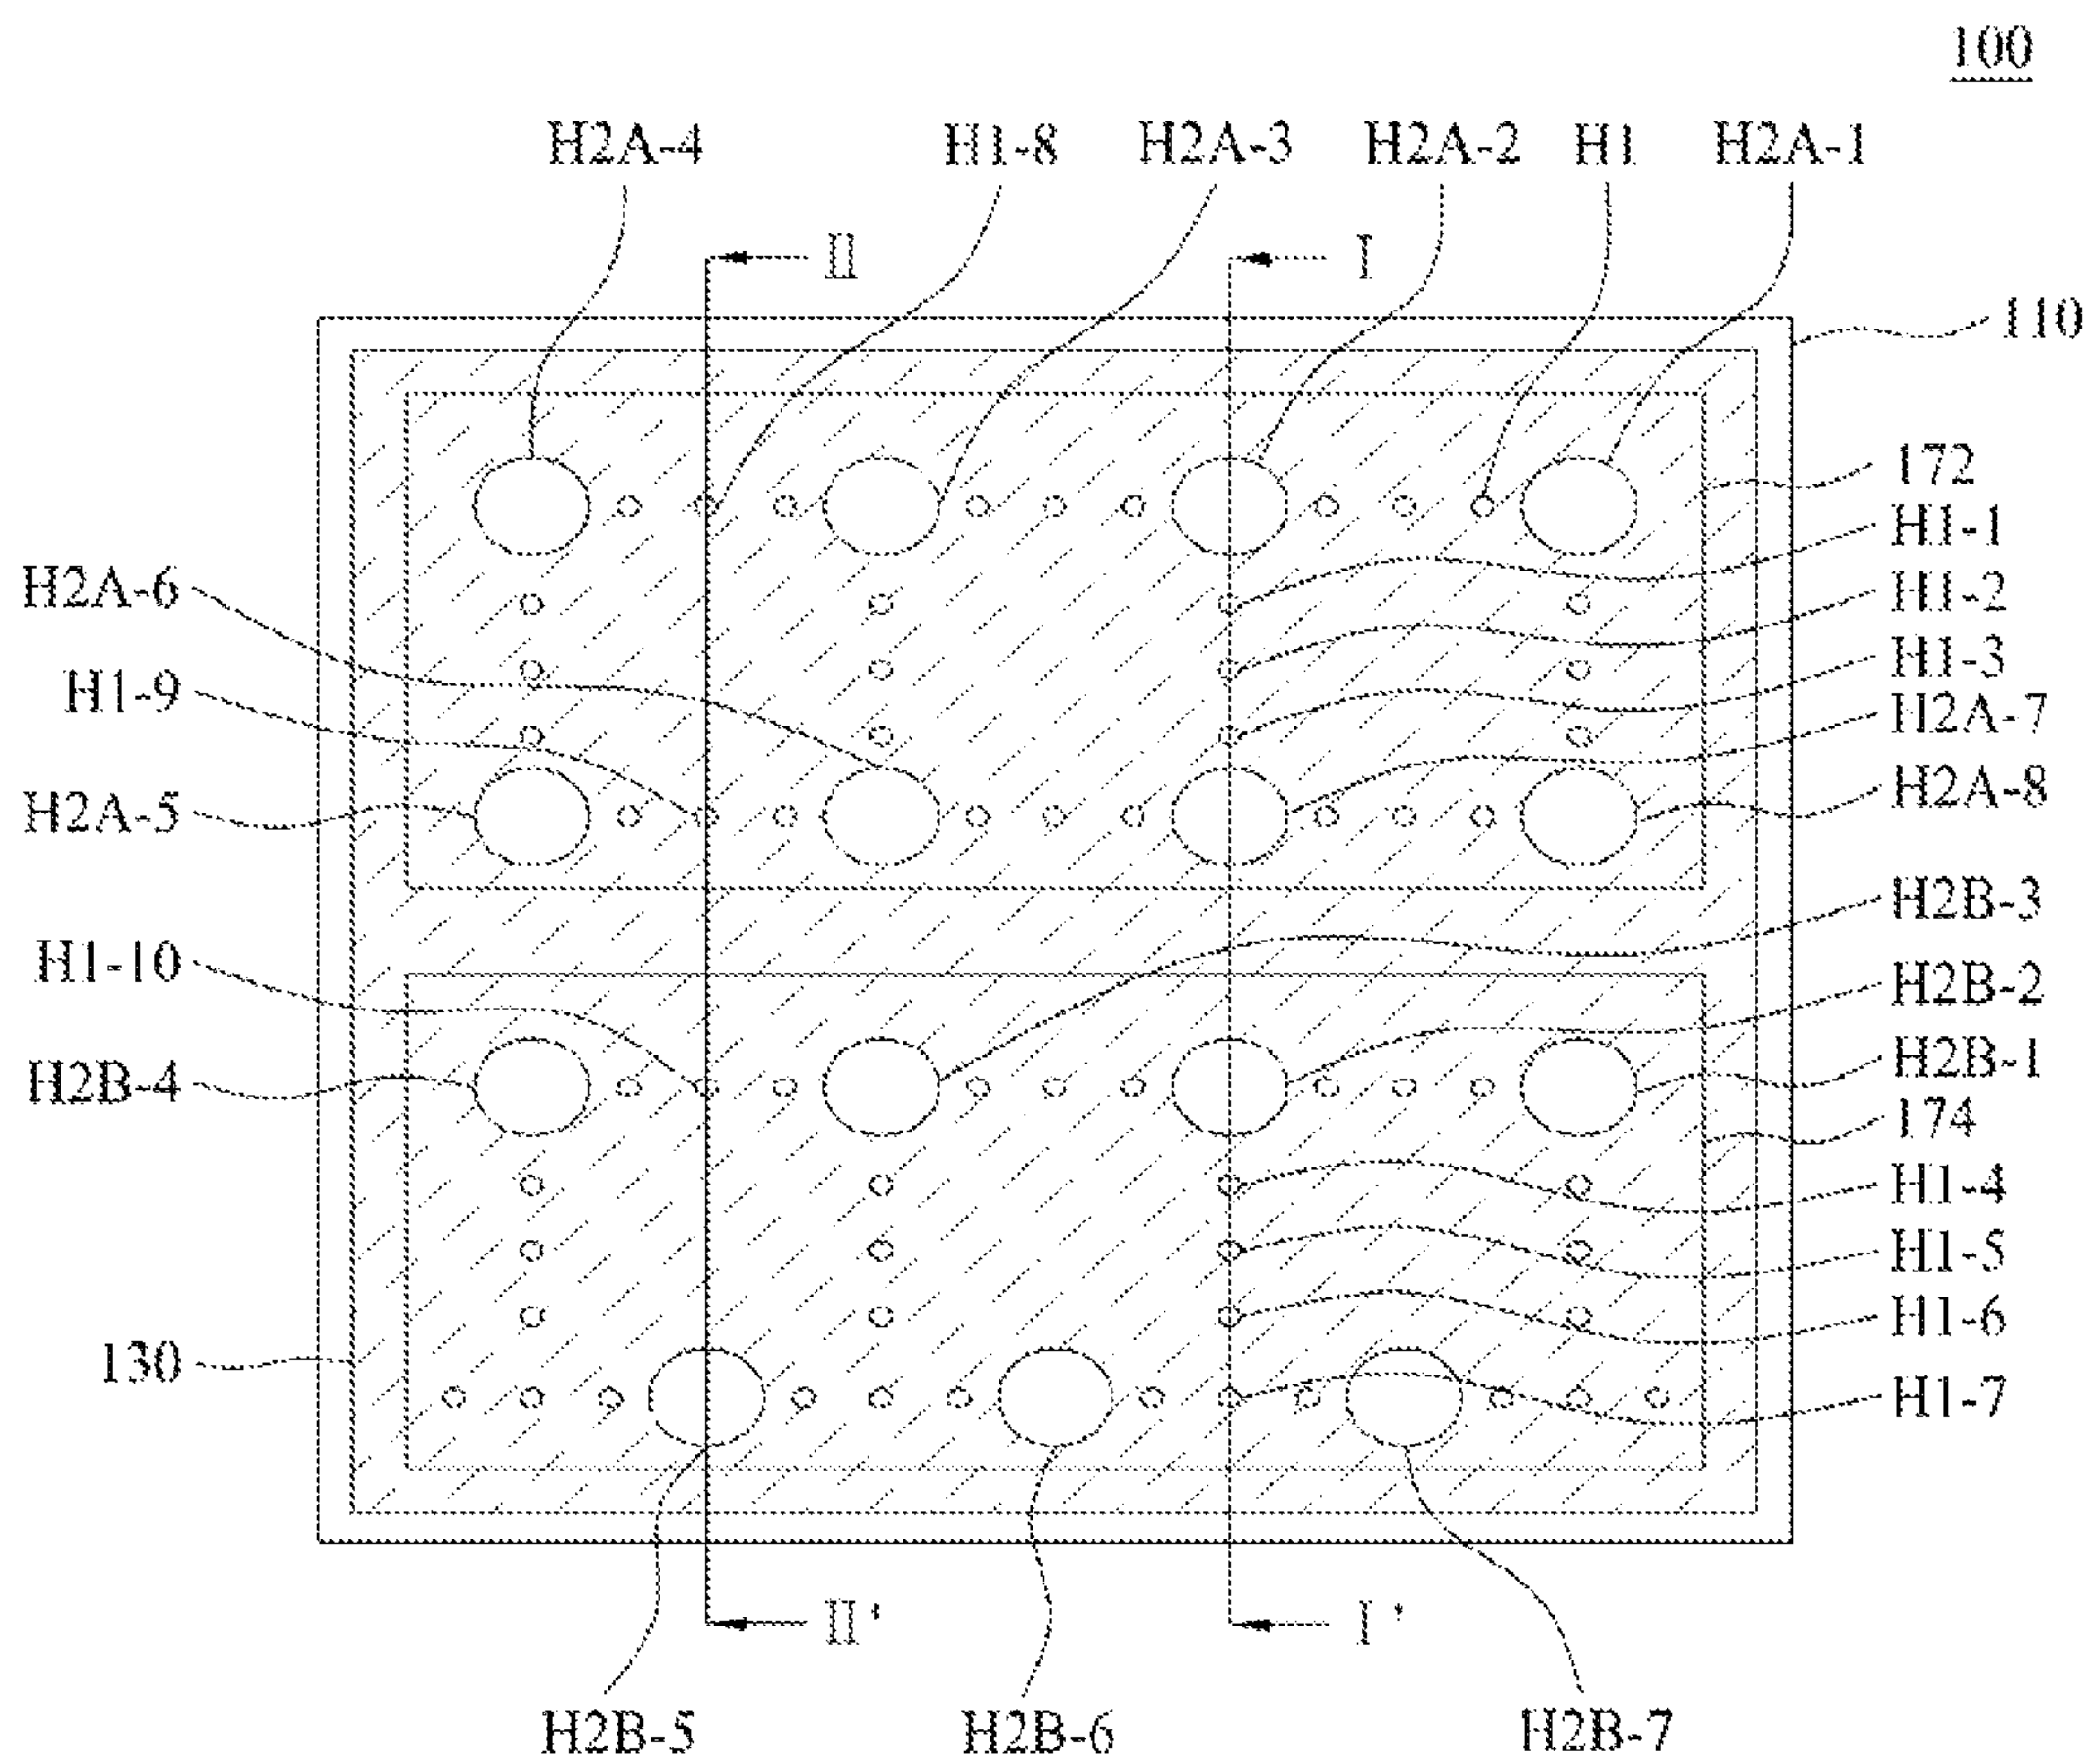 100
H2A-4 H1-8 H2A-3 H2A-2 H1 H2A-1
II I
110
172
H1-1
H2A-6 H1-2
H1-3
H1-9 H2A-7
H2A-5 H2A-8
H2B-3
H1-10 H2B-2
H2B-4 H2B-1
174
H1-4
H1-5
H1-6
130 H1-7
II' I'
H2B-5 H2B-6 H2B-7